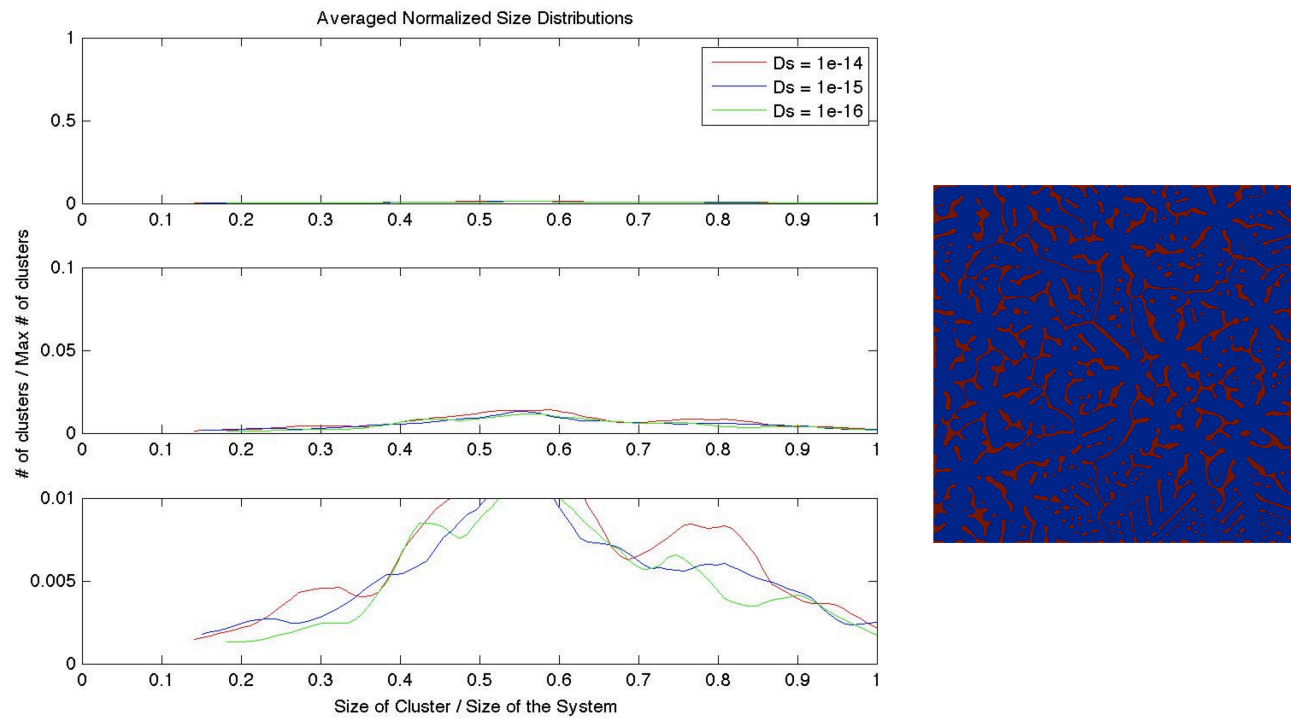 Averaged Normalized Size Distributions
1
0.5
0
Ds = 1e-14
Ds = 1e-15
Ds = 1e-16
0 0.1 0.2 0.3 0.4 0.5 0.6 0.7 0.8 0.9 1
# of clusters / Max # of clusters
0.1
0.05
0
0 0.1 0.2 0.3 0.4 0.5 0.6 0.7 0.8 0.9 1
0.01
0.005
0
0 0.1 0.2 0.3 0.4 0.5 0.6 0.7 0.8 0.9 1
Size of Cluster / Size of the System